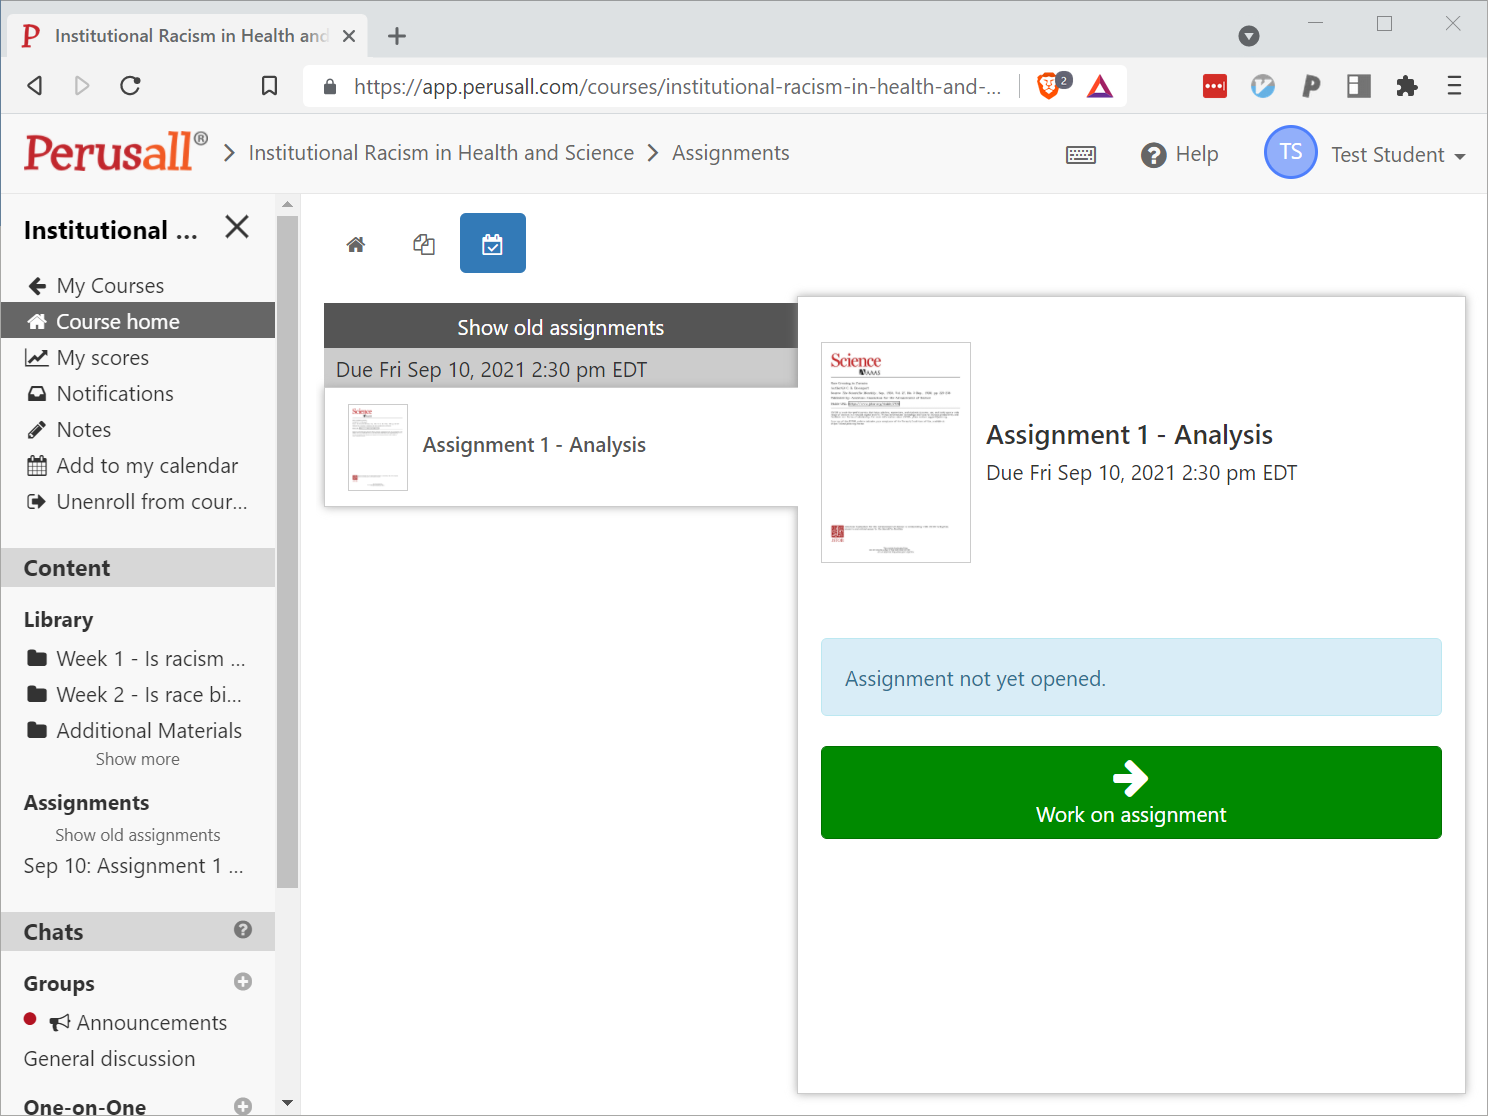 Institutional Racism in Health and
https://app.perusall.com/courses/institutional-racism-in-health-and-...
2
Perusall®
Institutional Racism in Health and Science
Assignments
Help
TS
Test Student
Institutional ...
My Courses
Course home
My scores
Notifications
Notes
Add to my calendar
Unenroll from cour...
Content
Library
Week 1 - Is racism ...
Week 2 - Is race bi...
Additional Materials
Show more
Assignments
Show old assignments
Sep 10: Assignment 1 ...
Chats
Groups
Announcements
General discussion
One-on-One
Show old assignments
Due Fri Sep 10, 2021 2:30 pm EDT
Science
Assignment 1 - Analysis
Science
AAAS
Assignment 1 - Analysis
Due Fri Sep 10, 2021 2:30 pm EDT
Assignment not yet opened.
Work on assignment